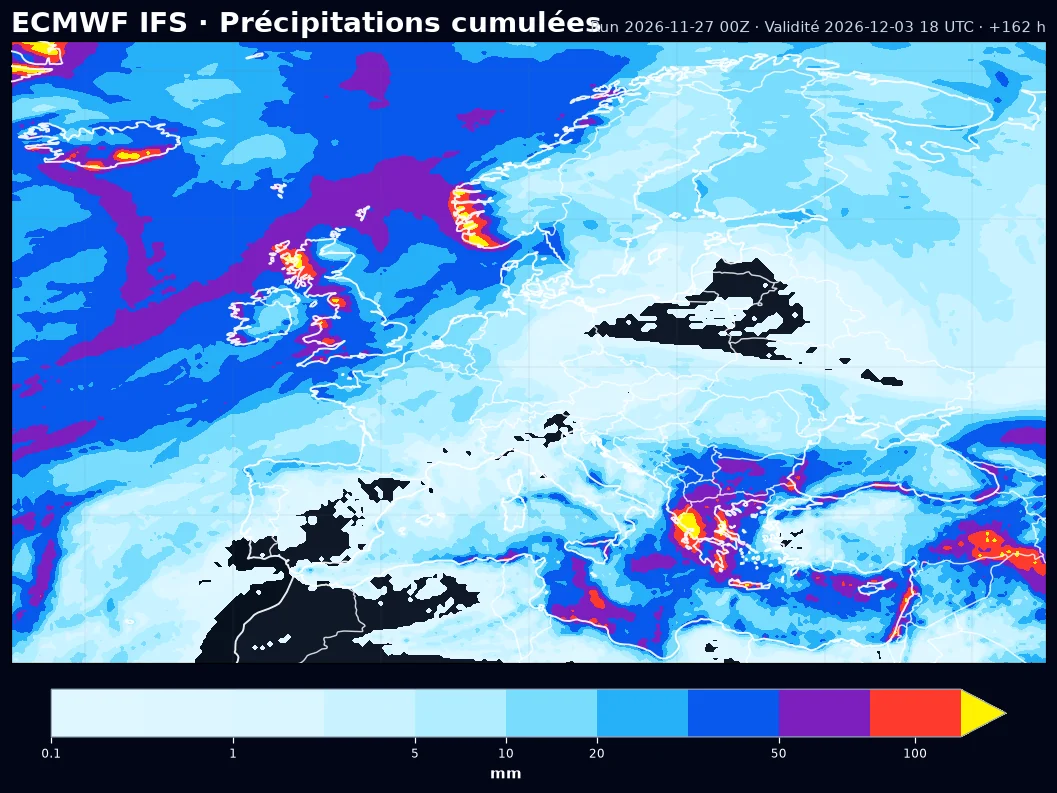 ECMWF IFS · Précipitations cumulées
Run 2026-11-27 00Z · Validité 2026-12-03 18 UTC · +162 h
0.1 1 5 10 20 50 100
mm